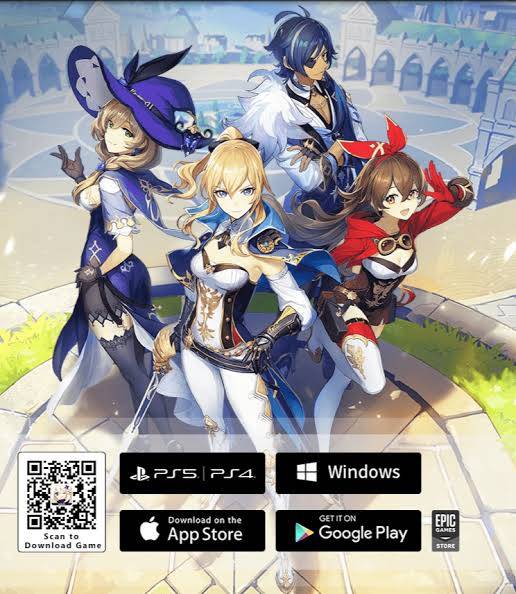 Scan to
Download Game
PS5 | PS4
Windows
Download on the
App Store
GET IT ON
Google Play
EPIC
GAMES
STORE